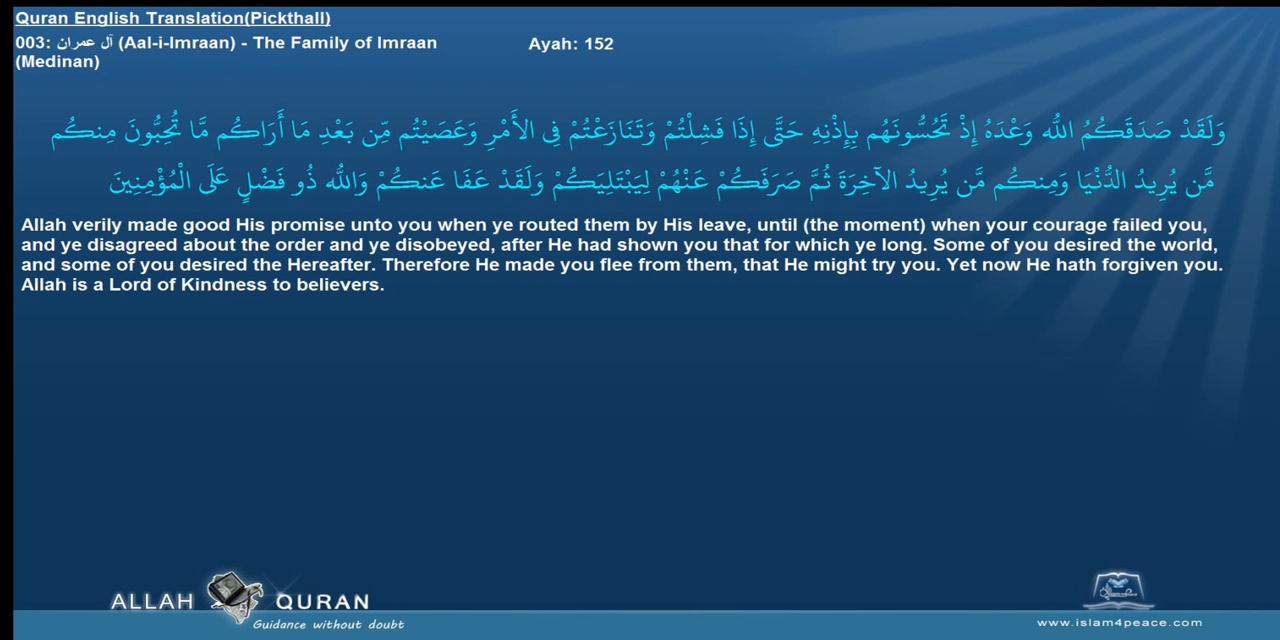 Quran English Translation(Pickthall)
003: آل عمران (Aal-i-Imraan) - The Family of Imraan
(Medinan)
Ayah: 152
وَلَقَدْ صَدَقَكُمُ اللّه وَعْدَهُ إِذْ تَحُسُّونَهُم بِإِذْنِهِ حَتَّى إِذَا فَشِلْتُمْ وَتَنَازَعْتُمْ فِي الأَمْرِ وَعَصَيْتُم مِّن بَعْدِ مَا أَرَاكُم مَّا تُحِبُّونَ مِنكُم
مَّن يُرِيدُ الدُّنْيَا وَمِنكُم مَّن يُرِيدُ الآخِرَةَ ثُمَّ صَرَفَكُمْ عَنْهُمْ لِيَبْتَلِيَكُمْ وَلَقَدْ عَفَا عَنكُمْ وَاللّه ذُو فَضْلٍ عَلَى الْمُؤْمِنِينَ
Allah verily made good His promise unto you when ye routed them by His leave, until (the moment) when your courage failed you,
and ye disagreed about the order and ye disobeyed, after He had shown you that for which ye long. Some of you desired the world,
and some of you desired the Hereafter. Therefore He made you flee from them, that He might try you. Yet now He hath forgiven you.
Allah is a Lord of Kindness to believers.
ALLAH QURAN
Guidance without doubt
www.islam4peace.com